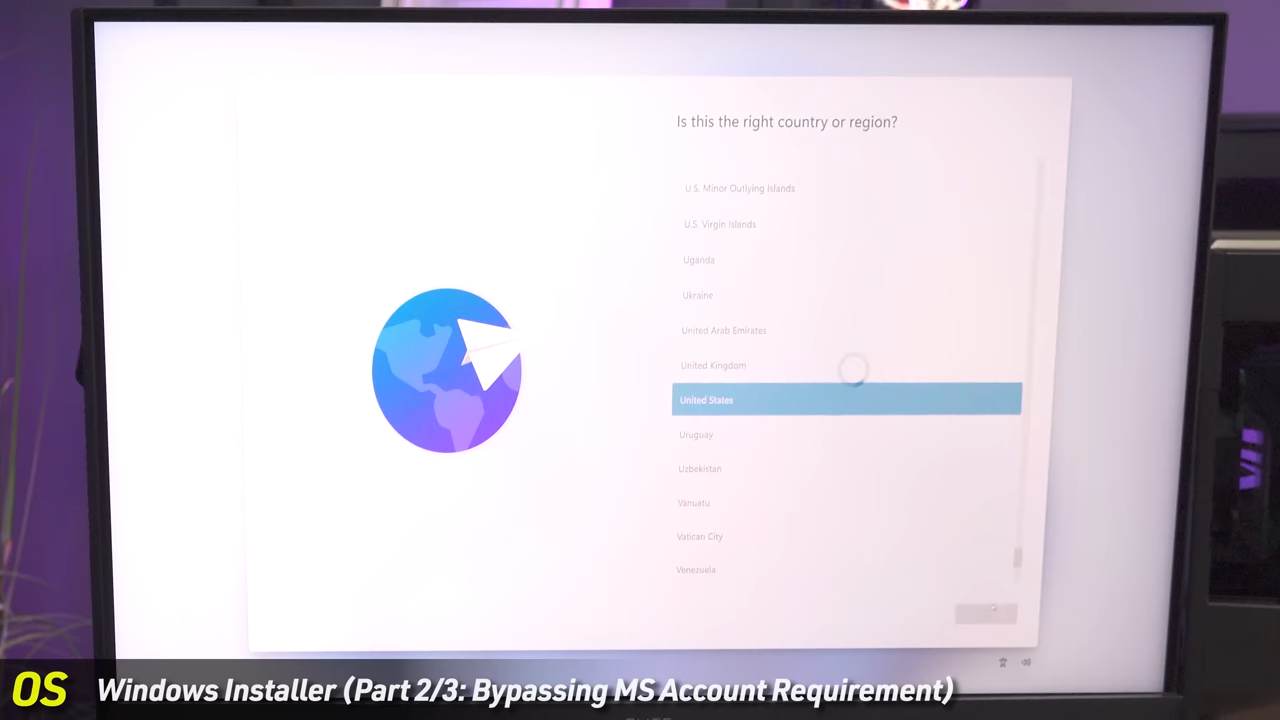 Is this the right country or region?
U.S. Minor Outlying Islands
U.S. Virgin Islands
Uganda
Ukraine
United Arab Emirates
United Kingdom
United States
Uruguay
Uzbekistan
Vanuatu
Vatican City
Venezuela
OS Windows Installer (Part 2/3: Bypassing MS Account Requirement)